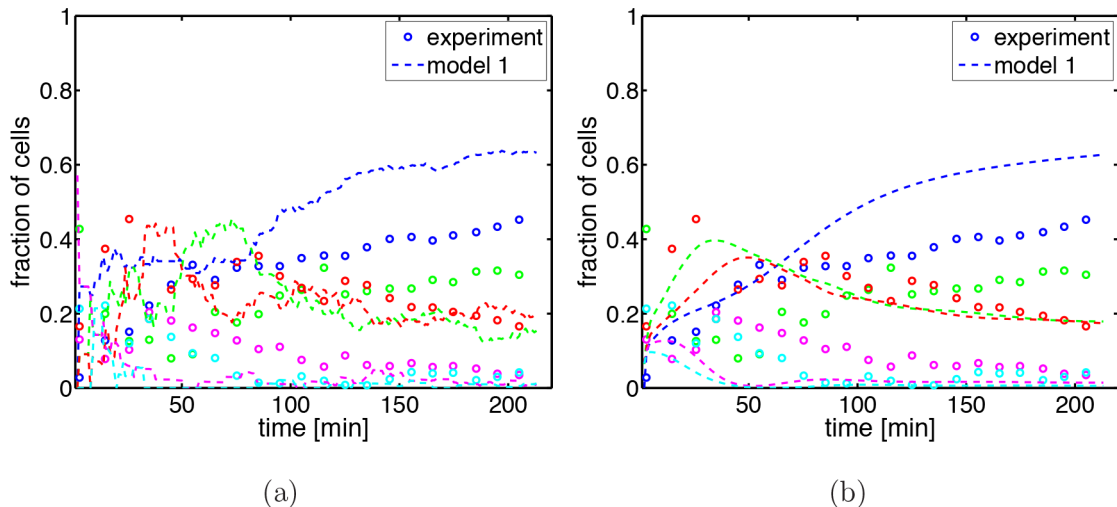 1
0.8
0.6
0.4
0.2
0
fraction of cells
50
100
150
200
time [min]
experiment
model 1
(a)
1
0.8
0.6
0.4
0.2
0
fraction of cells
50
100
150
200
time [min]
experiment
model 1
(b)